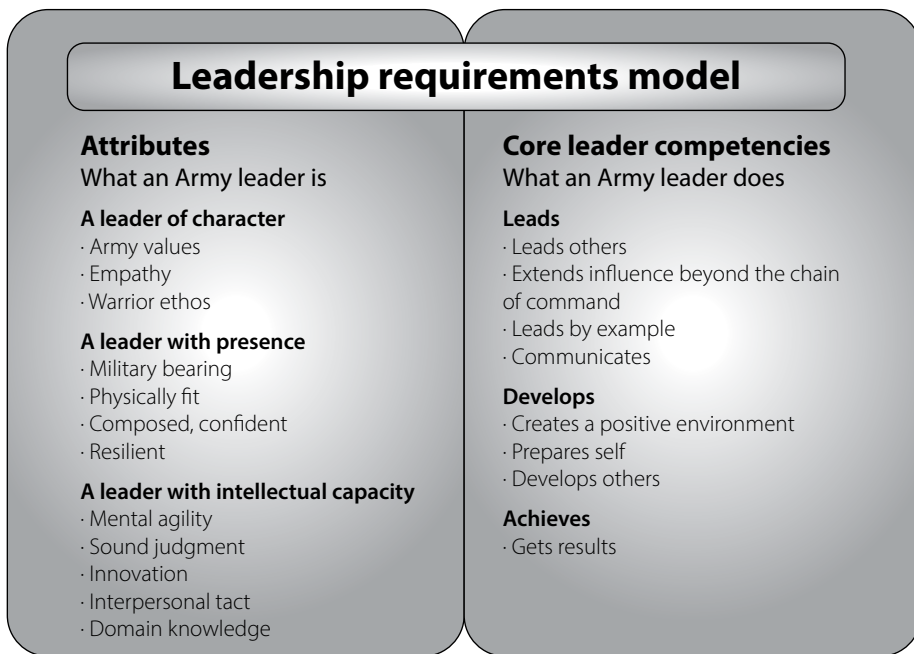 Leadership requirements model
Attributes
What an Army leader is
A leader of character
· Army values
· Empathy
· Warrior ethos
A leader with presence
· Military bearing
· Physically fit
· Composed, confident
· Resilient
A leader with intellectual capacity
· Mental agility
· Sound judgment
· Innovation
· Interpersonal tact
· Domain knowledge
Core leader competencies
What an Army leader does
Leads
· Leads others
· Extends influence beyond the chain
of command
· Leads by example
· Communicates
Develops
· Creates a positive environment
· Prepares self
· Develops others
Achieves
· Gets results